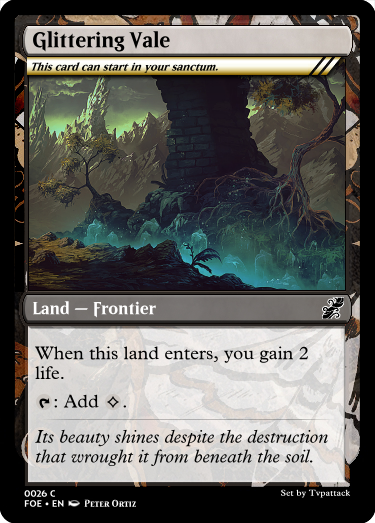 Glittering Vale
This card can start in your sanctum.
Land — Frontier
When this land enters, you gain 2
life.
: Add .
Its beauty shines despite the destruction
that wrought it from beneath the soil.
0026 C
Set by Tvpattack
FOE • EN Peter Ortiz